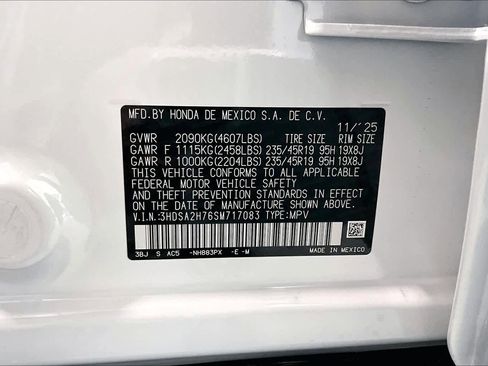 MFD.BY HONDA DE MEXICO S.A. DE C.V.
11/'25
GVWR 2090KG(4607LBS) TIRE SIZE RIM SIZE
GAWR F 1115KG(2458LBS) 235/45R19 95H 19X8J
GAWR R 1000KG(2204LBS) 235/45R19 95H 19X8J
THIS VEHICLE CONFORMS TO ALL APPLICABLE
FEDERAL MOTOR VEHICLE SAFETY
AND THEFT PREVENTION STANDARDS IN EFFECT
ON THE DATE OF MANUFACTURE SHOWN ABOVE.
V.I.N.:3HDSA2H76SM717083 TYPE:MPV
3BJ S AC5 -NH883PX -E -M MADE IN MEXICO